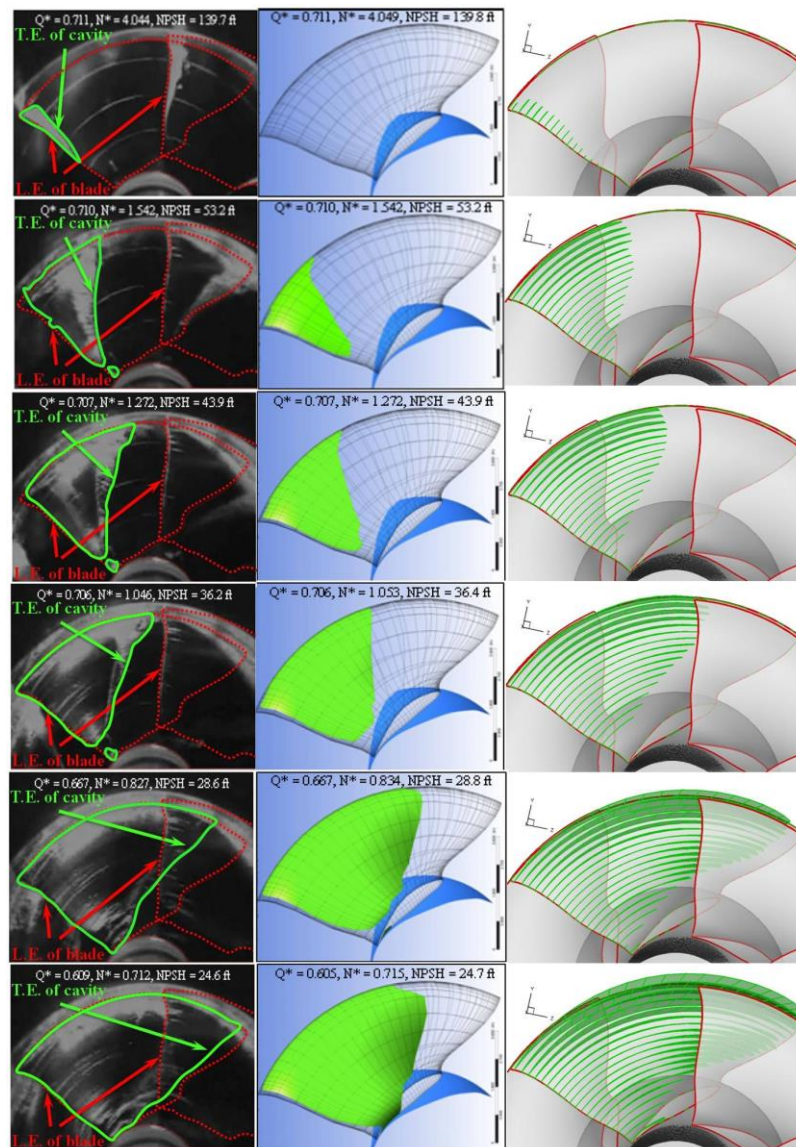 Q* = 0.711, N* = 4.044, NPSH = 139.7 ft
T.E. of cavity
L.E. of blade
Q* = 0.711, N* = 4.049, NPSH = 139.8 ft
Y
Z
Q* = 0.710, N* = 1.542, NPSH = 53.2 ft
T.E. of cavity
L.E. of blade
Q* = 0.710, N* = 1.542, NPSH = 53.2 ft
Y
Z
Q* = 0.707, N* = 1.272, NPSH = 43.9 ft
T.E. of cavity
L.E. of blade
Q* = 0.707, N* = 1.272, NPSH = 43.9 ft
Y
Z
Q* = 0.706, N* = 1.046, NPSH = 36.2 ft
T.E. of cavity
L.E. of blade
Q* = 0.706, N* = 1.053, NPSH = 36.4 ft
Y
Z
Q* = 0.667, N* = 0.827, NPSH = 28.6 ft
T.E. of cavity
L.E. of blade
Q* = 0.667, N* = 0.834, NPSH = 28.8 ft
Y
Z
Q* = 0.609, N* = 0.712, NPSH = 24.6 ft
T.E. of cavity
L.E. of blade
Q* = 0.605, N* = 0.715, NPSH = 24.7 ft
Y
Z